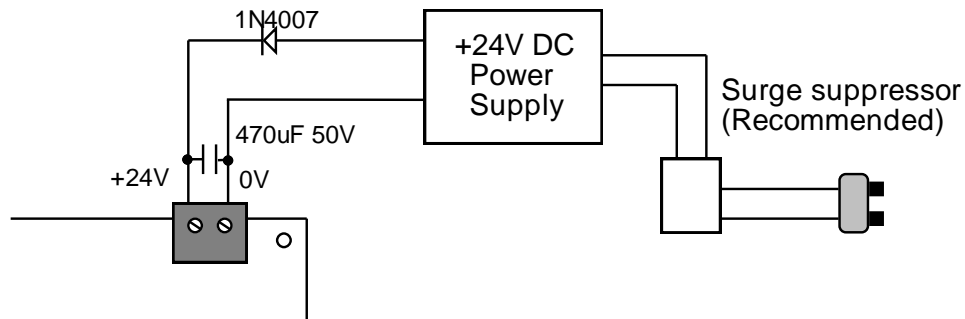 1N4007
+24V DC
Power
Supply
Surge suppressor
(Recommended)
470uF 50V
+24V
0V